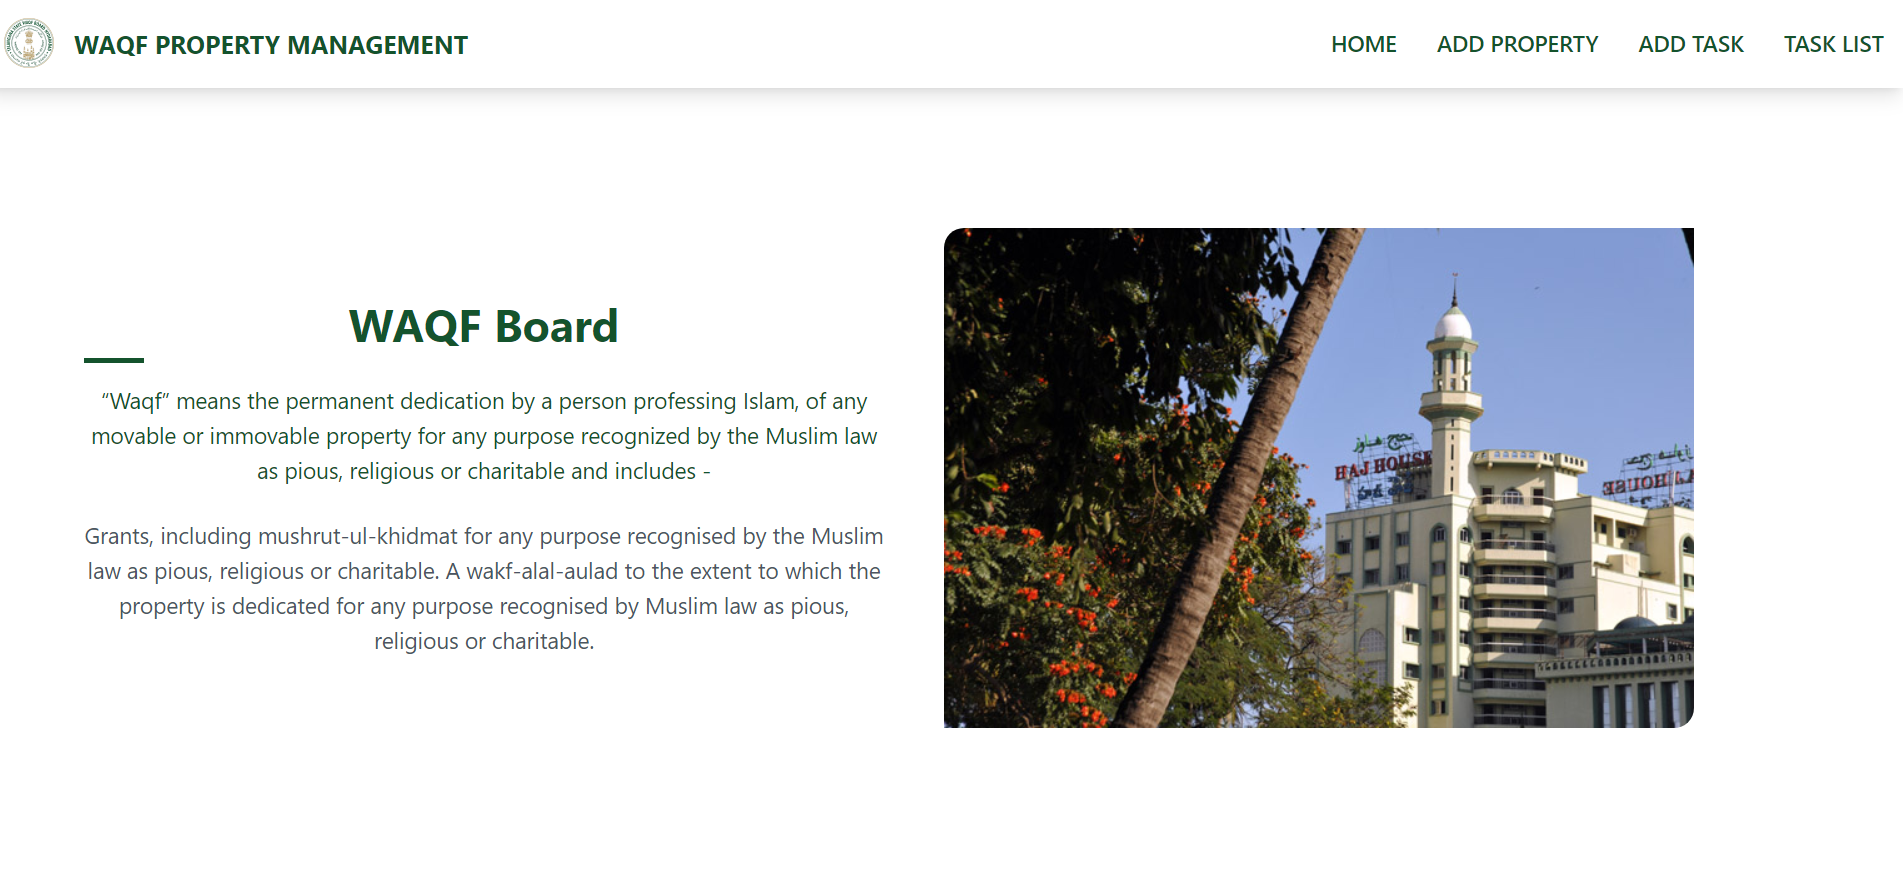 WAQF PROPERTY MANAGEMENT
HOME ADD PROPERTY ADD TASK TASK LIST
WAQF Board
“Waqf” means the permanent dedication by a person professing Islam, of any
movable or immovable property for any purpose recognized by the Muslim law
as pious, religious or charitable and includes -
Grants, including mushrut-ul-khidmat for any purpose recognised by the Muslim
law as pious, religious or charitable. A wakf-alal-aulad to the extent to which the
property is dedicated for any purpose recognised by Muslim law as pious,
religious or charitable.
HAJ HOUSE
HAJ HOUSE